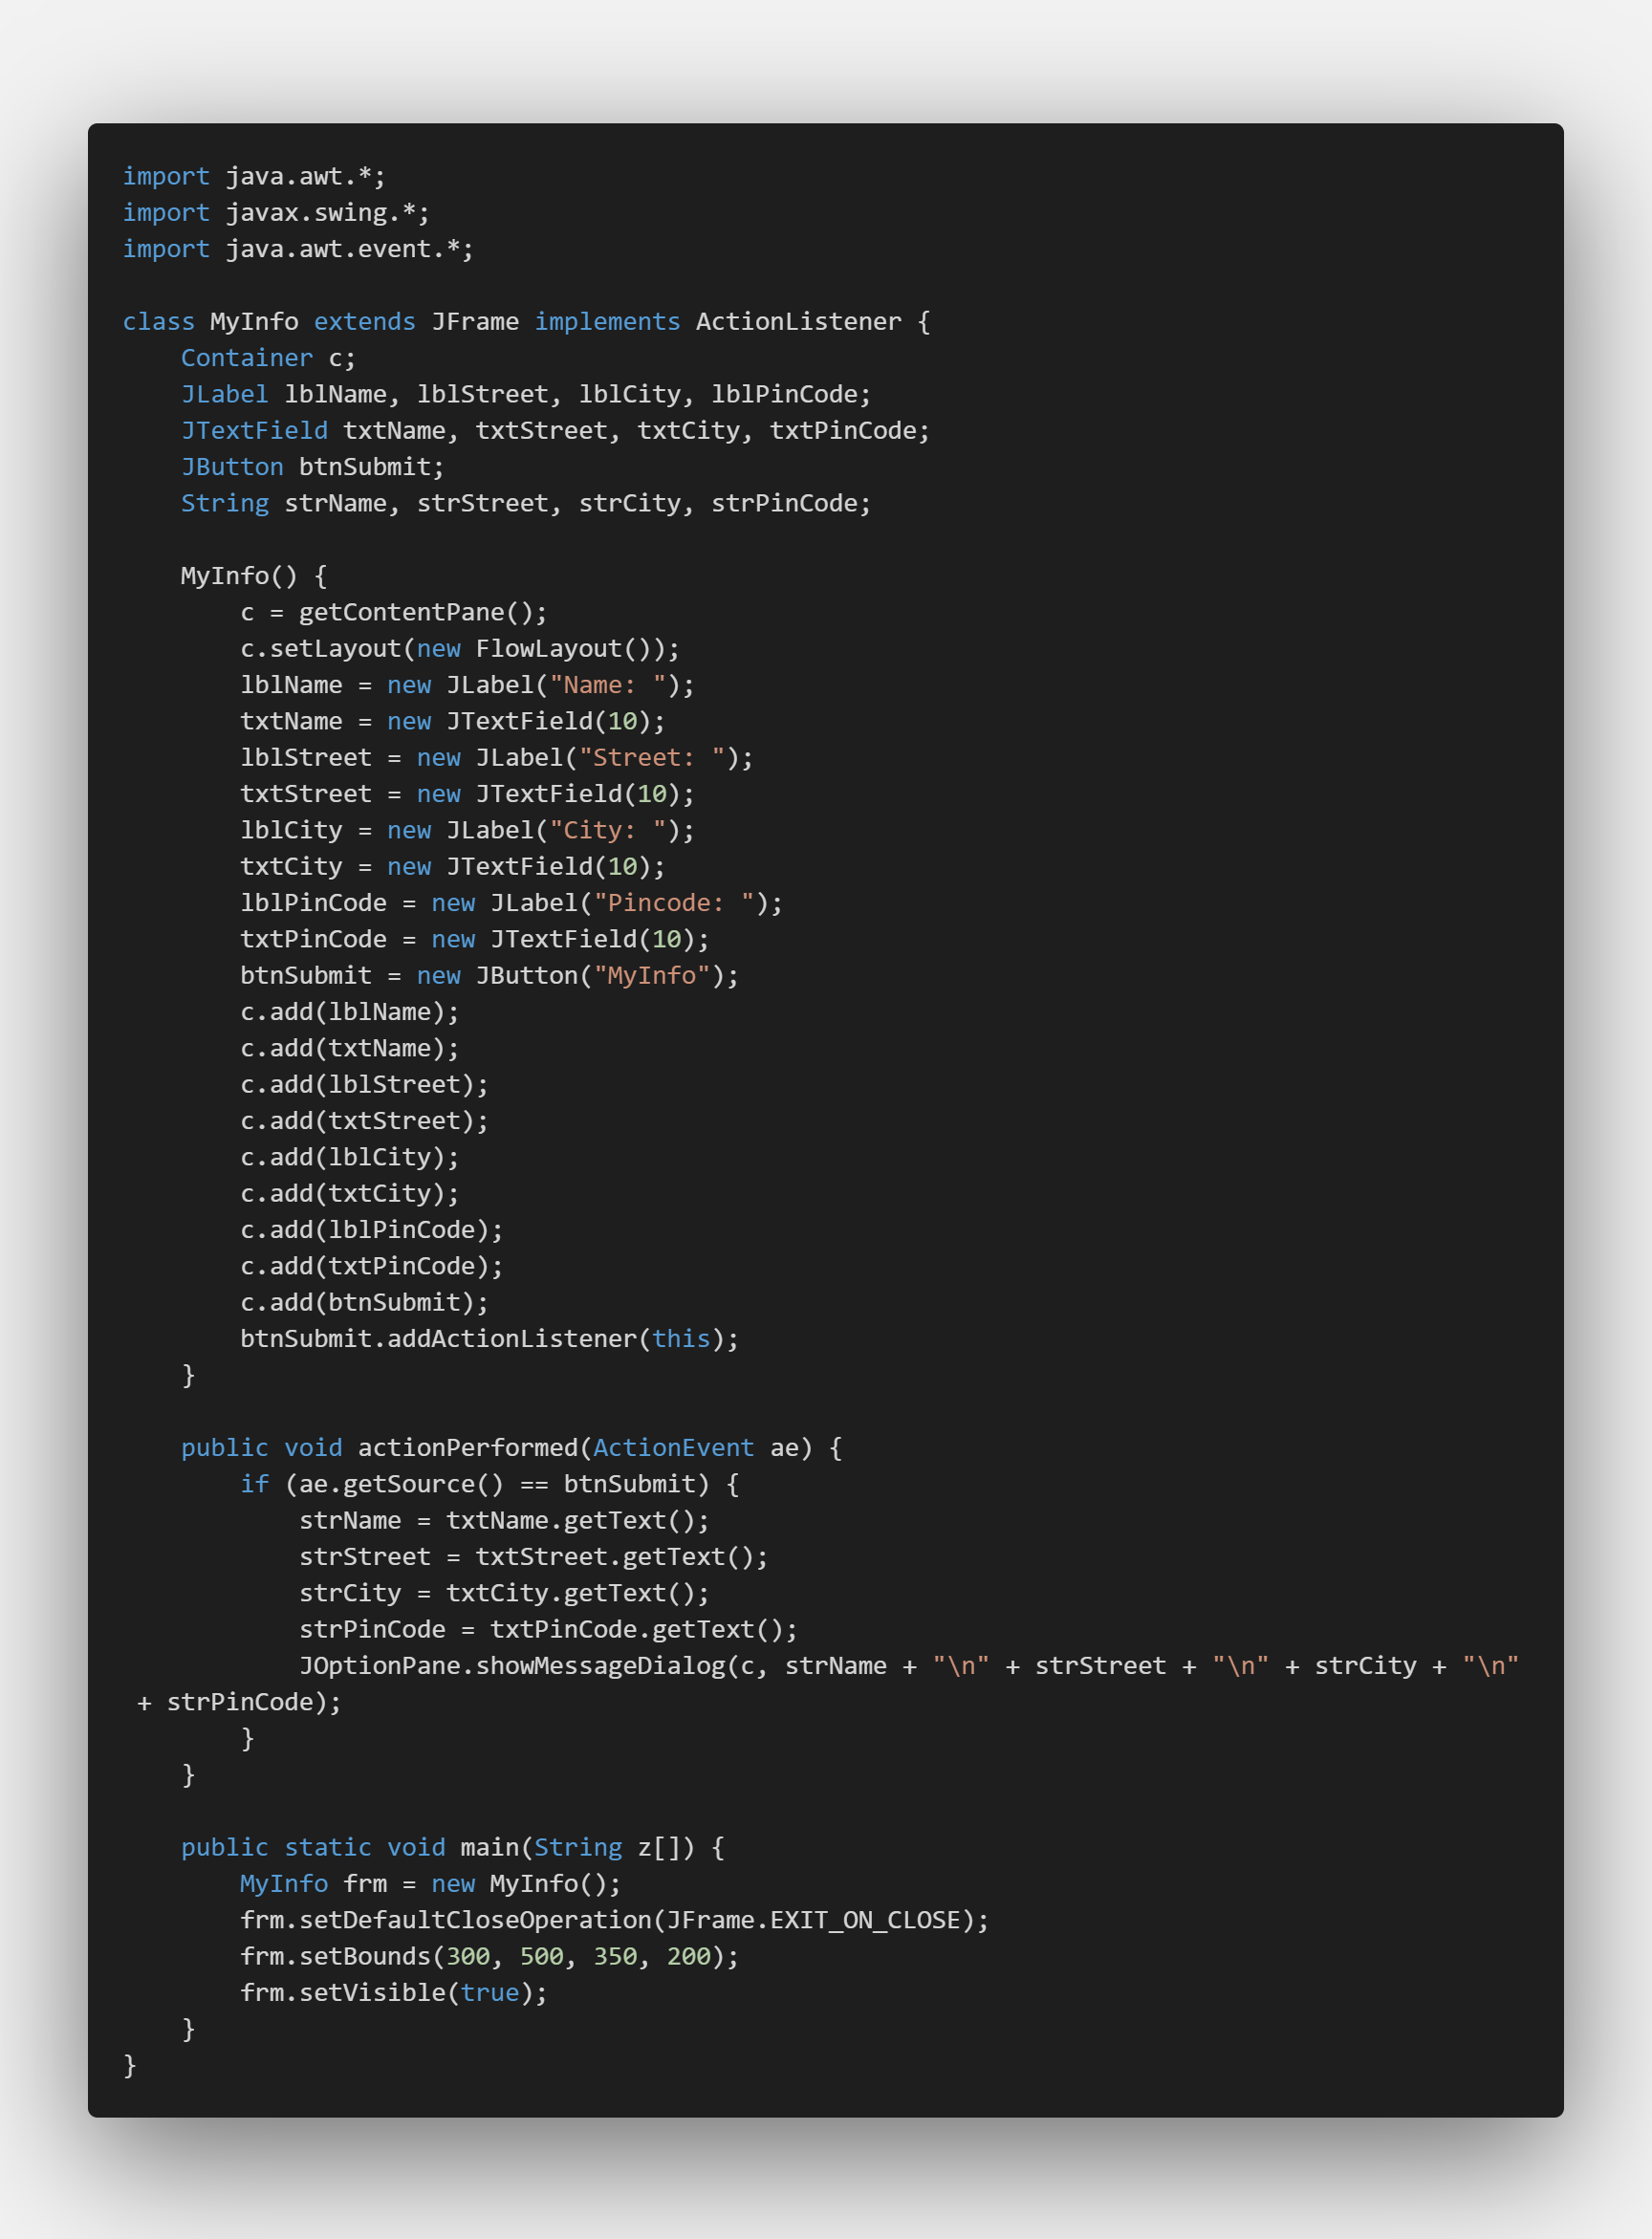 import java.awt.*;
import javax.swing.*;
import java.awt.event.*;

class MyInfo extends JFrame implements ActionListener {
    Container c;
    JLabel lblName, lblStreet, lblCity, lblPinCode;
    JTextField txtName, txtStreet, txtCity, txtPinCode;
    JButton btnSubmit;
    String strName, strStreet, strCity, strPinCode;

    MyInfo() {
        c = getContentPane();
        c.setLayout(new FlowLayout());
        lblName = new JLabel("Name: ");
        txtName = new JTextField(10);
        lblStreet = new JLabel("Street: ");
        txtStreet = new JTextField(10);
        lblCity = new JLabel("City: ");
        txtCity = new JTextField(10);
        lblPinCode = new JLabel("Pincode: ");
        txtPinCode = new JTextField(10);
        btnSubmit = new JButton("MyInfo");
        c.add(lblName);
        c.add(txtName);
        c.add(lblStreet);
        c.add(txtStreet);
        c.add(lblCity);
        c.add(txtCity);
        c.add(lblPinCode);
        c.add(txtPinCode);
        c.add(btnSubmit);
        btnSubmit.addActionListener(this);
    }

    public void actionPerformed(ActionEvent ae) {
        if (ae.getSource() == btnSubmit) {
            strName = txtName.getText();
            strStreet = txtStreet.getText();
            strCity = txtCity.getText();
            strPinCode = txtPinCode.getText();
            JOptionPane.showMessageDialog(c, strName + "\n" + strStreet + "\n" + strCity + "\n"
 + strPinCode);
        }
    }

    public static void main(String z[]) {
        MyInfo frm = new MyInfo();
        frm.setDefaultCloseOperation(JFrame.EXIT_ON_CLOSE);
        frm.setBounds(300, 500, 350, 200);
        frm.setVisible(true);
    }
}